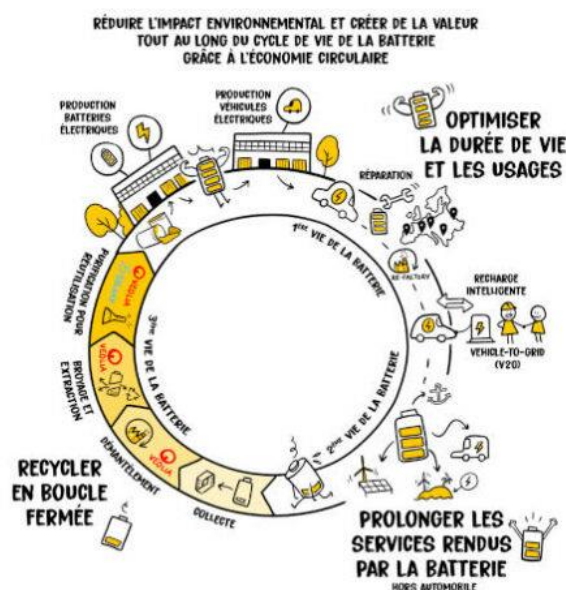 RÉDUIRE L'IMPACT ENVIRONNEMENTAL ET CRÉER DE LA VALEUR
TOUT AU LONG DU CYCLE DE VIE DE LA BATTERIE
GRÂCE À L'ÉCONOMIE CIRCULAIRE
PRODUCTION
BATTERIES
ÉLECTRIQUES
PRODUCTION
VÉHICULES
ÉLECTRIQUES
OPTIMISER
LA DURÉE DE VIE
ET LES USAGES
RÉPARATION
1ÈRE VIE DE LA BATTERIE
RE-FACTORY
RECHARGE
INTELLIGENTE
VEHICLE-TO-GRID
(V2G)
2ÈME VIE DE LA BATTERIE
PROLONGER LES
SERVICES RENDUS
PAR LA BATTERIE
HORS AUTOMOBILE
COLLECTE
VEOLIA
DÉMANTÈLEMENT
RECYCLER
EN BOUCLE
FERMÉE
VEOLIA
BROYAGE ET
EXTRACTION
3ÈME VIE DE LA BATTERIE
VEOLIA
SOLVAY
PURIFICATION POUR
RÉUTILISATION